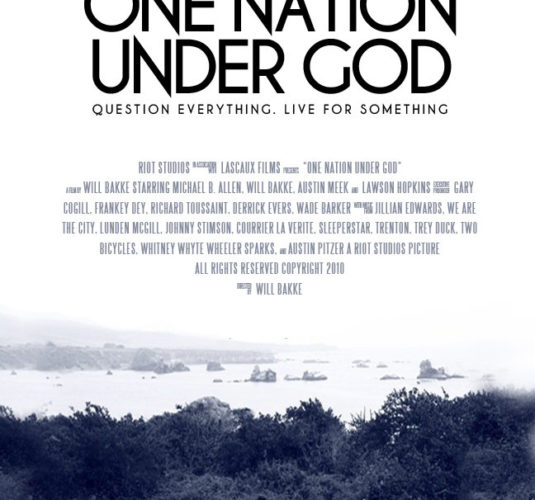 ONE NATION
UNDER GOD
QUESTION EVERYTHING. LIVE FOR SOMETHING
RIOT STUDIOS IN ASSOCIATION WITH LASCAUX FILMS PRESENTS "ONE NATION UNDER GOD"
A FILM BY WILL BAKKE STARRING MICHAEL B. ALLEN, WILL BAKKE, AUSTIN MEEK AND LAWSON HOPKINS EXECUTIVE PRODUCER GARY
COGILL, FRANKEY DEY, RICHARD TOUSSAINT, DERRICK EVERS, WADE BARKER WITH MUSIC FROM JILLIAN EDWARDS, WE ARE
THE CITY, LUNDEN MCGILL, JOHNNY STIMSON, COURRIER LA VERITE, SLEEPERSTAR, TRENTON, TREY DUCK, TWO
BICYCLES, WHITNEY WHYTE WHEELER SPARKS, AND AUSTIN PITZER A RIOT STUDIOS PICTURE
ALL RIGHTS RESERVED COPYRIGHT 2010
DIRECTED BY WILL BAKKE